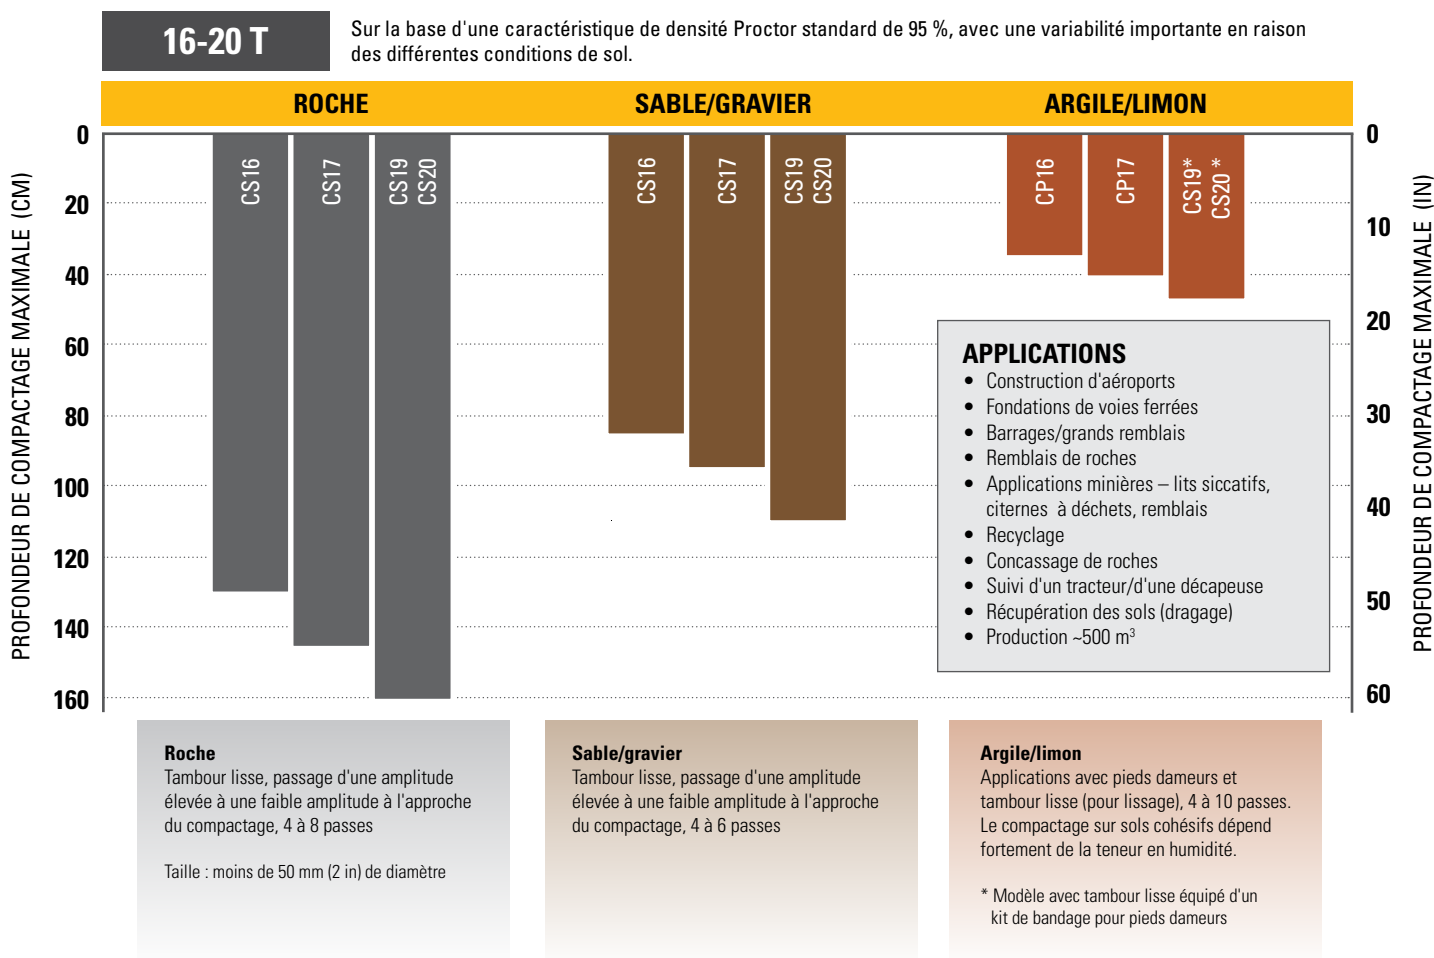 16-20 T
Sur la base d'une caractéristique de densité Proctor standard de 95 %, avec une variabilité importante en raison
des différentes conditions de sol.
ROCHE
SABLE/GRAVIER
ARGILE/LIMON
PROFONDEUR DE COMPACTAGE MAXIMALE (CM)
0
20
40
60
80
100
120
140
160
CS16
CS17
CS19
CS20
CS16
CS17
CS19
CS20
CP16
CP17
CS19*
CS20 *
0
10
20
30
40
50
60
PROFONDEUR DE COMPACTAGE MAXIMALE (IN)
APPLICATIONS
• Construction d'aéroports
• Fondations de voies ferrées
• Barrages/grands remblais
• Remblais de roches
• Applications minières – lits siccatifs,
citernes à déchets, remblais
• Recyclage
• Concassage de roches
• Suivi d'un tracteur/d'une décapeuse
• Récupération des sols (dragage)
• Production ~500 m³
Roche
Tambour lisse, passage d'une amplitude
élevée à une faible amplitude à l'approche
du compactage, 4 à 8 passes
Taille : moins de 50 mm (2 in) de diamètre
Sable/gravier
Tambour lisse, passage d'une amplitude
élevée à une faible amplitude à l'approche
du compactage, 4 à 6 passes
Argile/limon
Applications avec pieds dameurs et
tambour lisse (pour lissage), 4 à 10 passes.
Le compactage sur sols cohésifs dépend
fortement de la teneur en humidité.
* Modèle avec tambour lisse équipé d'un
kit de bandage pour pieds dameurs